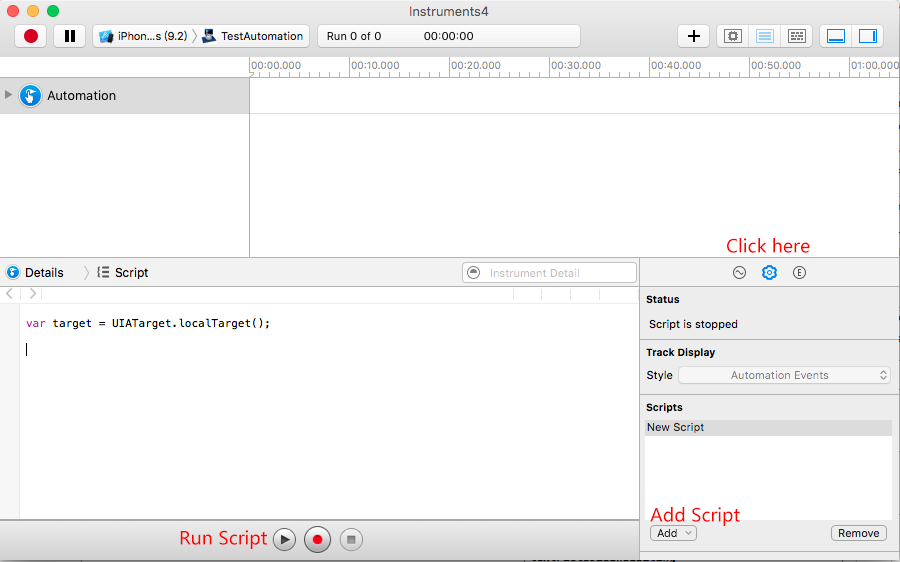 Instruments4
iPhon...s (9.2) TestAutomation Run 0 of 0 00:00:00
00:00.000 00:10.000 00:20.000 00:30.000 00:40.000 00:50.000 01:00.000
Automation
Click here
Details Script Instrument Detail E
Status
Script is stopped
var target = UIATarget.localTarget();
Track Display
Style Automation Events
Scripts
New Script
Add Script
Add Remove
Run Script